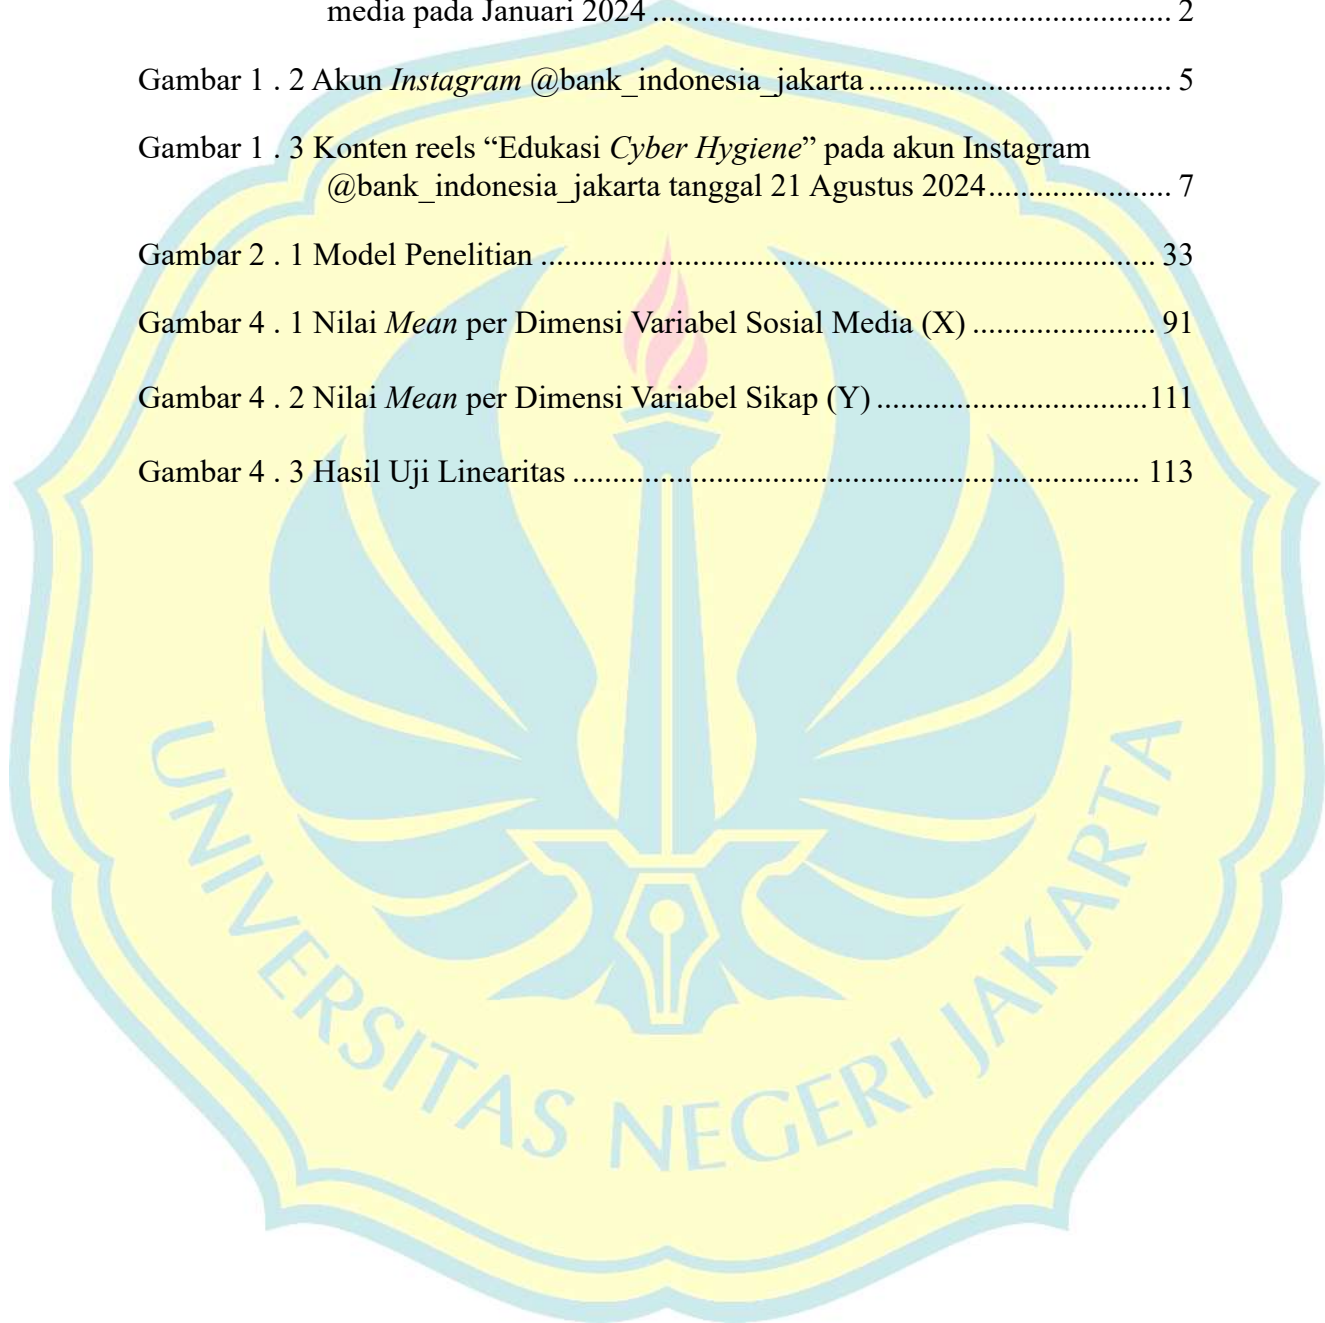 media pada Januari 2024 .................................................................. 2
Gambar 1 . 2 Akun Instagram @bank_indonesia_jakarta ...................................... 5
Gambar 1 . 3 Konten reels “Edukasi Cyber Hygiene” pada akun Instagram
@bank_indonesia_jakarta tanggal 21 Agustus 2024....................... 7
Gambar 2 . 1 Model Penelitian ............................................................................. 33
Gambar 4 . 1 Nilai Mean per Dimensi Variabel Sosial Media (X) ....................... 91
Gambar 4 . 2 Nilai Mean per Dimensi Variabel Sikap (Y) ..................................111
Gambar 4 . 3 Hasil Uji Linearitas ....................................................................... 113
UNIVERSITAS NEGERI JAKARTA